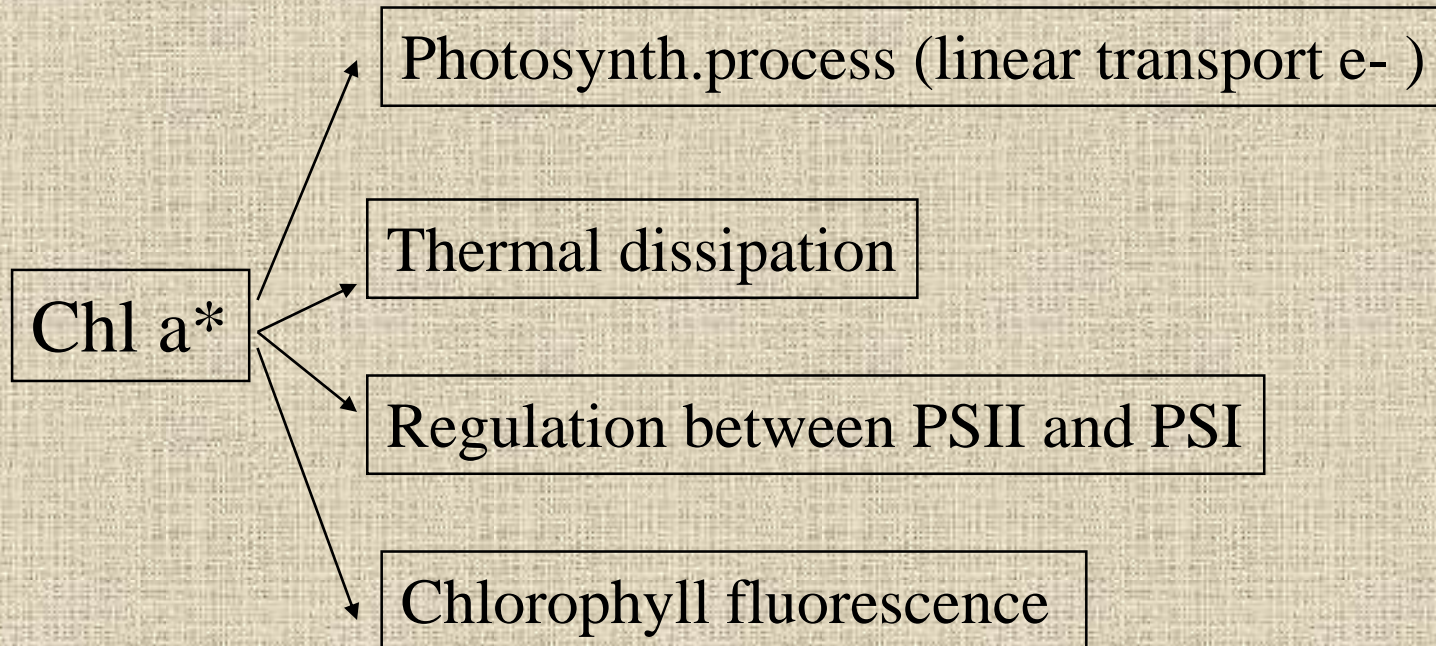 Photosynth.process (linear transport e- )
Thermal dissipation
Chl a*
Regulation between PSII and PSI
Chlorophyll fluorescence